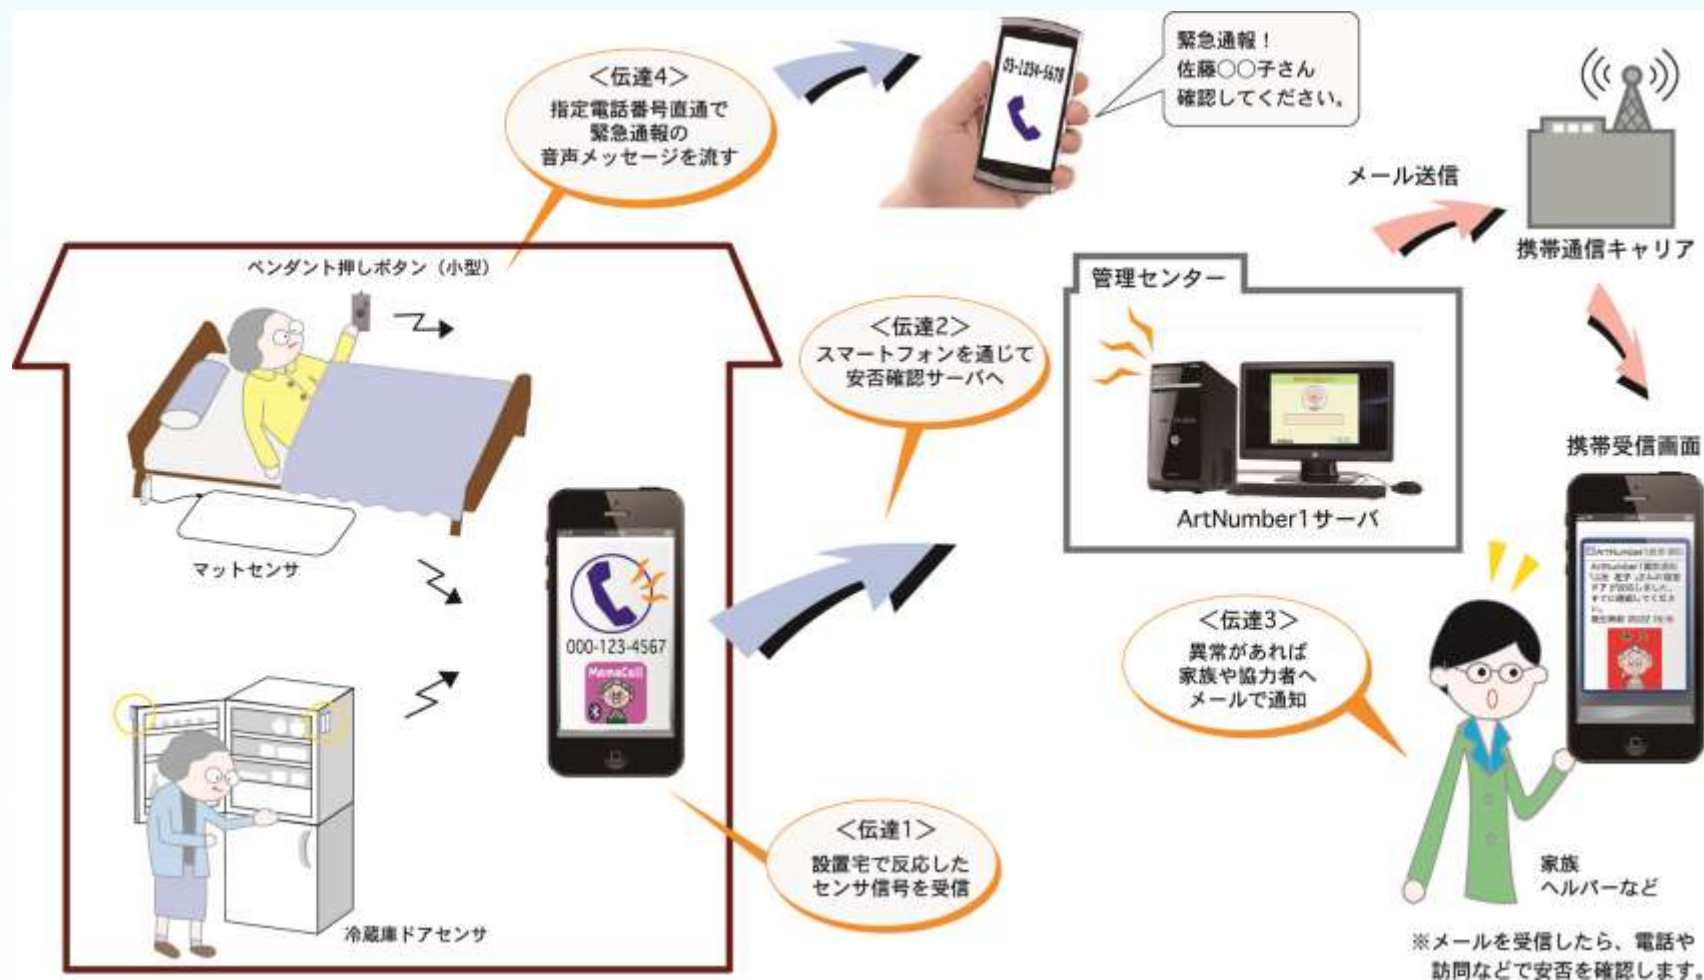 <伝達4>
指定電話番号直通で
緊急通報の
音声メッセージを流す
03-1234-5678
緊急通報！
佐藤○○子さん
確認してください。
メール送信
携帯通信キャリア
ペンダント押しボタン（小型）
<伝達2>
スマートフォンを通じて
安否確認サーバへ
管理センター
ArtNumber1サーバ
携帯受信画面
マットセンサ
000-123-4567
MamoCall
<伝達3>
異常があれば
家族や協力者へ
メールで通知
<伝達1>
設置宅で反応した
センサ信号を受信
冷蔵庫ドアセンサ
家族
ヘルパーなど
※メールを受信したら、電話や
訪問などで安否を確認します。